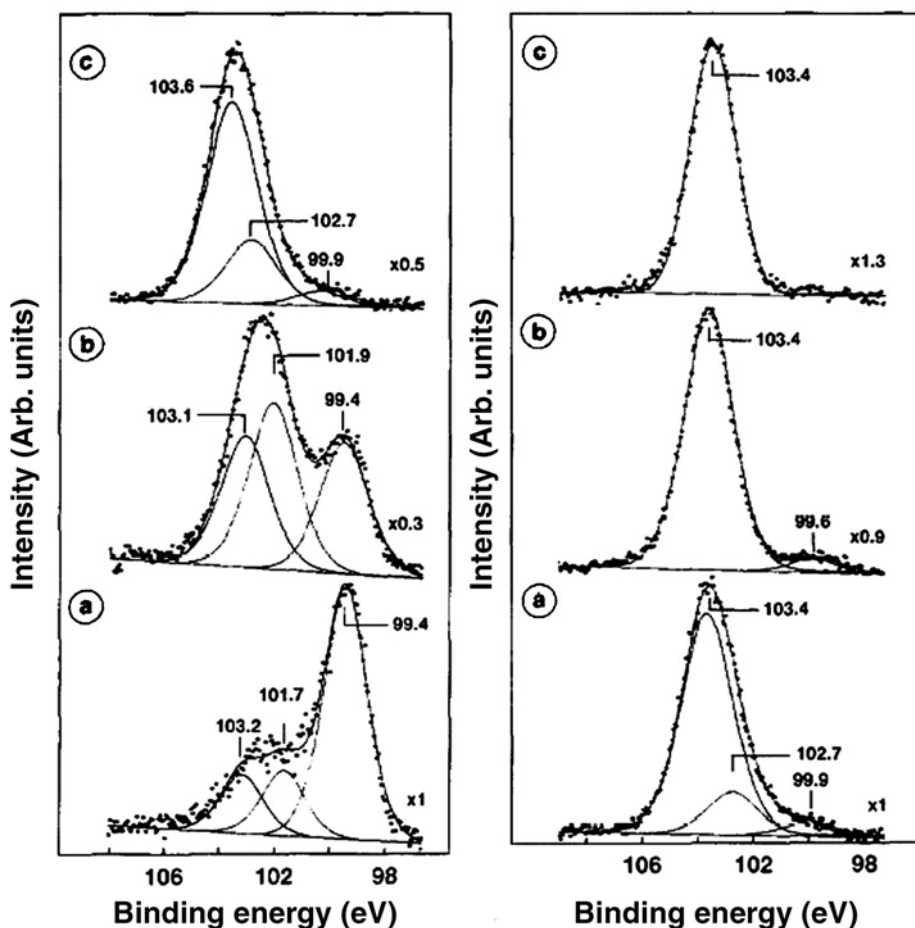 c
103.6
102.7
99.9
x0.5
b
101.9
103.1
99.4
x0.3
a
99.4
101.7
103.2
x1
106 102 98
Binding energy (eV)
Intensity (Arb. units)
c
103.4
x1.3
b
103.4
99.6
x0.9
a
103.4
102.7
99.9
x1
106 102 98
Binding energy (eV)
Intensity (Arb. units)